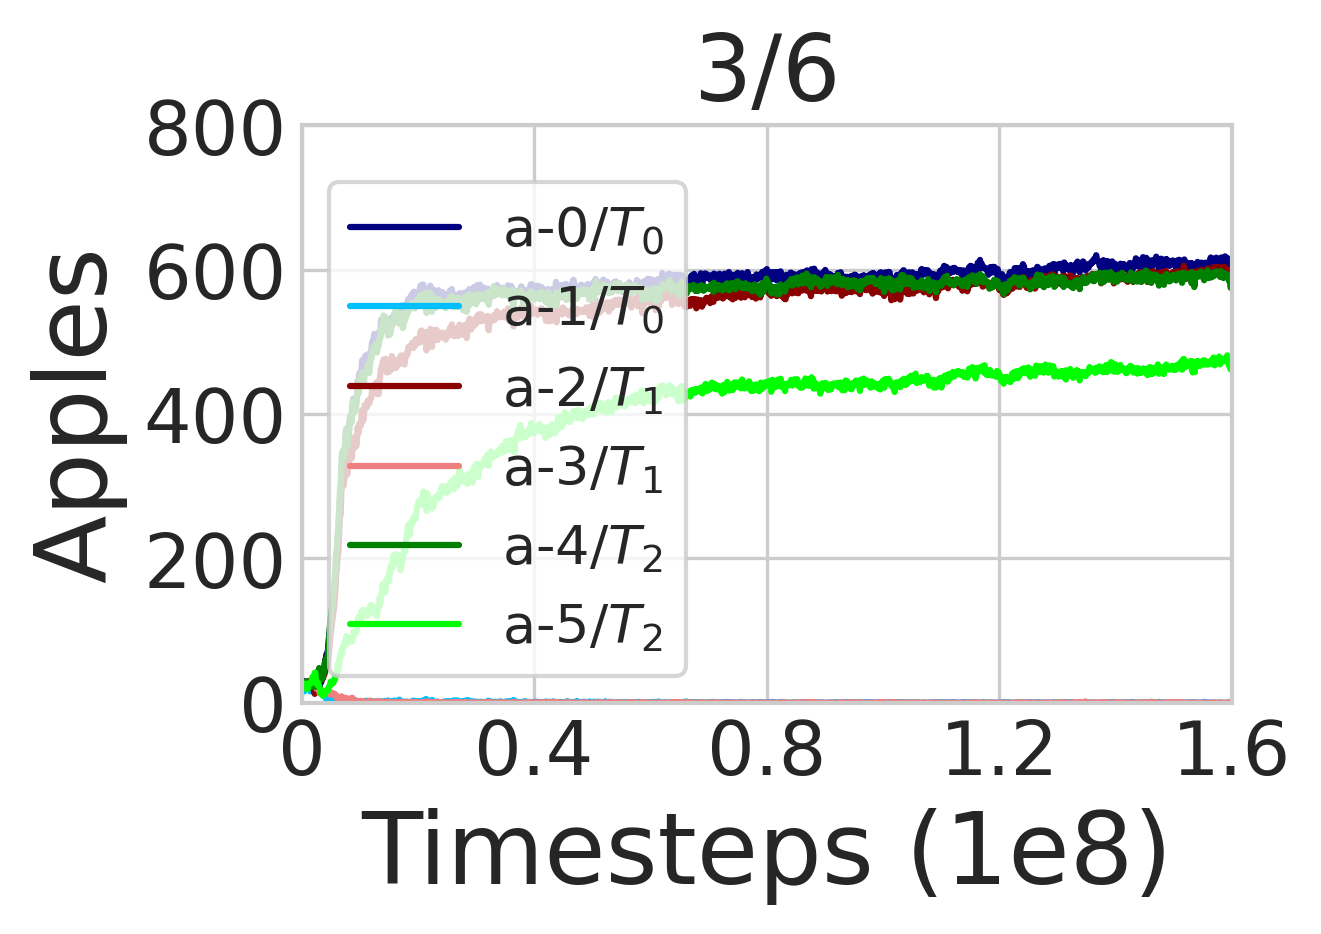 3/6
800
600
400
200
0
Apples
a-0/T₀
a-1/T₀
a-2/T₁
a-3/T₁
a-4/T₂
a-5/T₂
0 0.4 0.8 1.2 1.6
Timesteps (1e8)